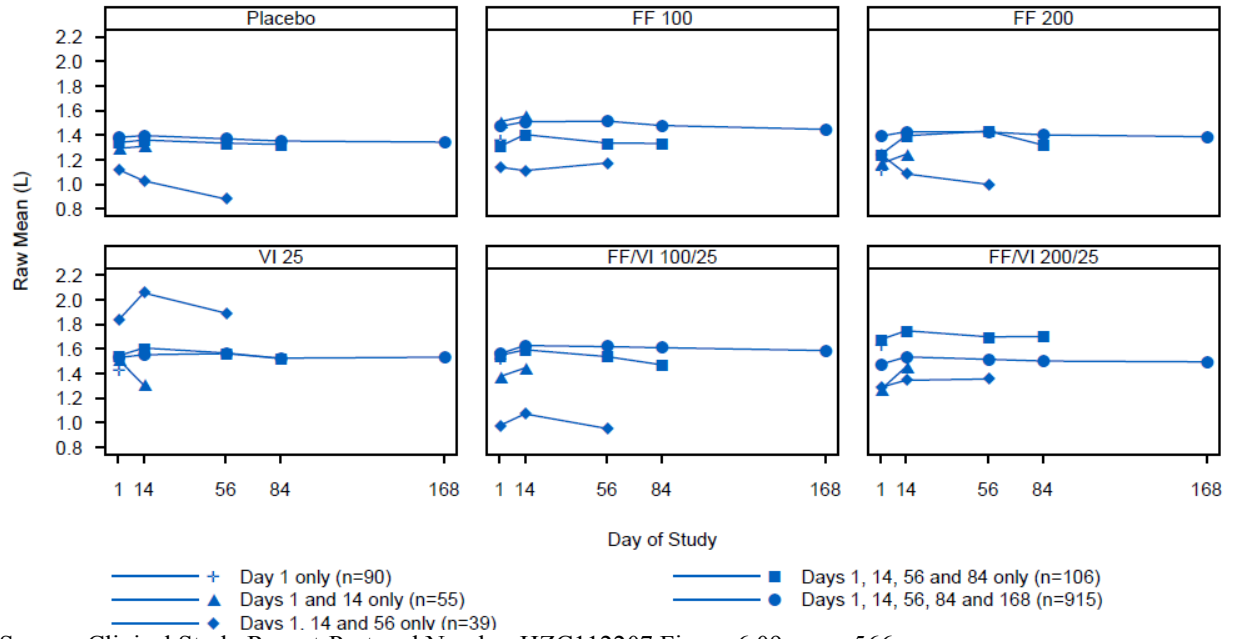 Placebo FF 100 FF 200
2.2
2.0
1.8
1.6
1.4
1.2
1.0
0.8
VI 25 FF/VI 100/25 FF/VI 200/25
2.2
2.0
1.8
1.6
1.4
1.2
1.0
0.8
Raw Mean (L)
1 14 56 84 168 1 14 56 84 168 1 14 56 84 168
Day of Study
Day 1 only (n=90)
Days 1 and 14 only (n=55)
Days 1, 14 and 56 only (n=39)
Days 1, 14, 56 and 84 only (n=106)
Days 1, 14, 56, 84 and 168 (n=915)